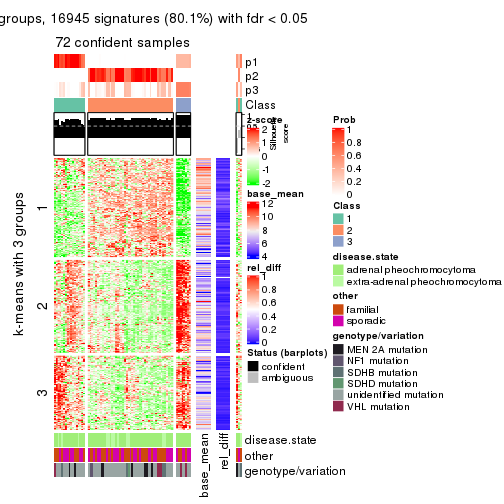 groups, 16945 signatures (80.1%) with fdr < 0.05
72 confident samples
p1
p2
p3
Class
Silhouette
score
k-means with 3 groups
1
2
3
z-score
2
1
0
-1
-2
base_mean
12
10
8
6
4
rel_diff
1
0.8
0.6
0.4
0.2
0
Status (barplots)
confident
ambiguous
Prob
1
0.8
0.6
0.4
0.2
0
Class
1
2
3
disease.state
adrenal pheochromocytoma
extra-adrenal pheochromocytoma
other
familial
sporadic
genotype/variation
MEN 2A mutation
NF1 mutation
SDHB mutation
SDHD mutation
unidentified mutation
VHL mutation
disease.state
other
genotype/variation
base_mean
rel_diff